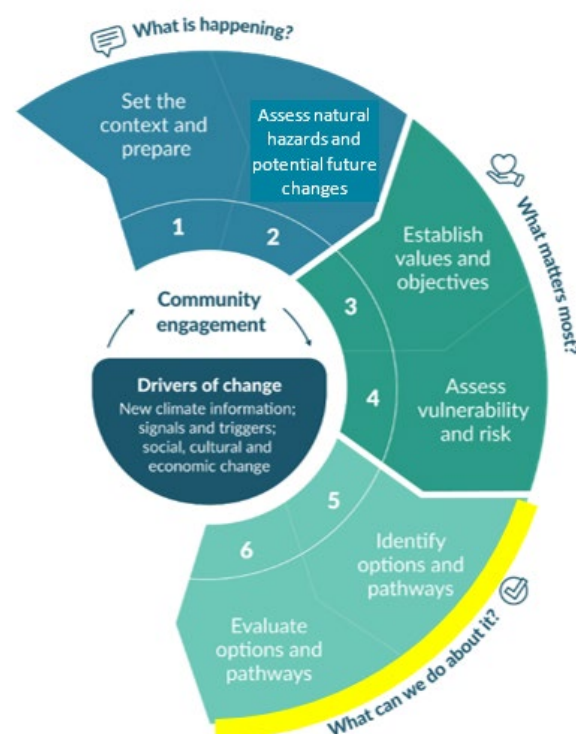 What is happening?
Set the
context and
prepare
1
Assess natural
hazards and
potential future
changes
2
What matters most?
Establish
values and
objectives
3
Assess
vulnerability
and risk
4
Community
engagement
Drivers of change
New climate information;
signals and triggers;
social, cultural and
economic change
5
Identify
options and
pathways
6
Evaluate
options and
pathways
What can we do about it?